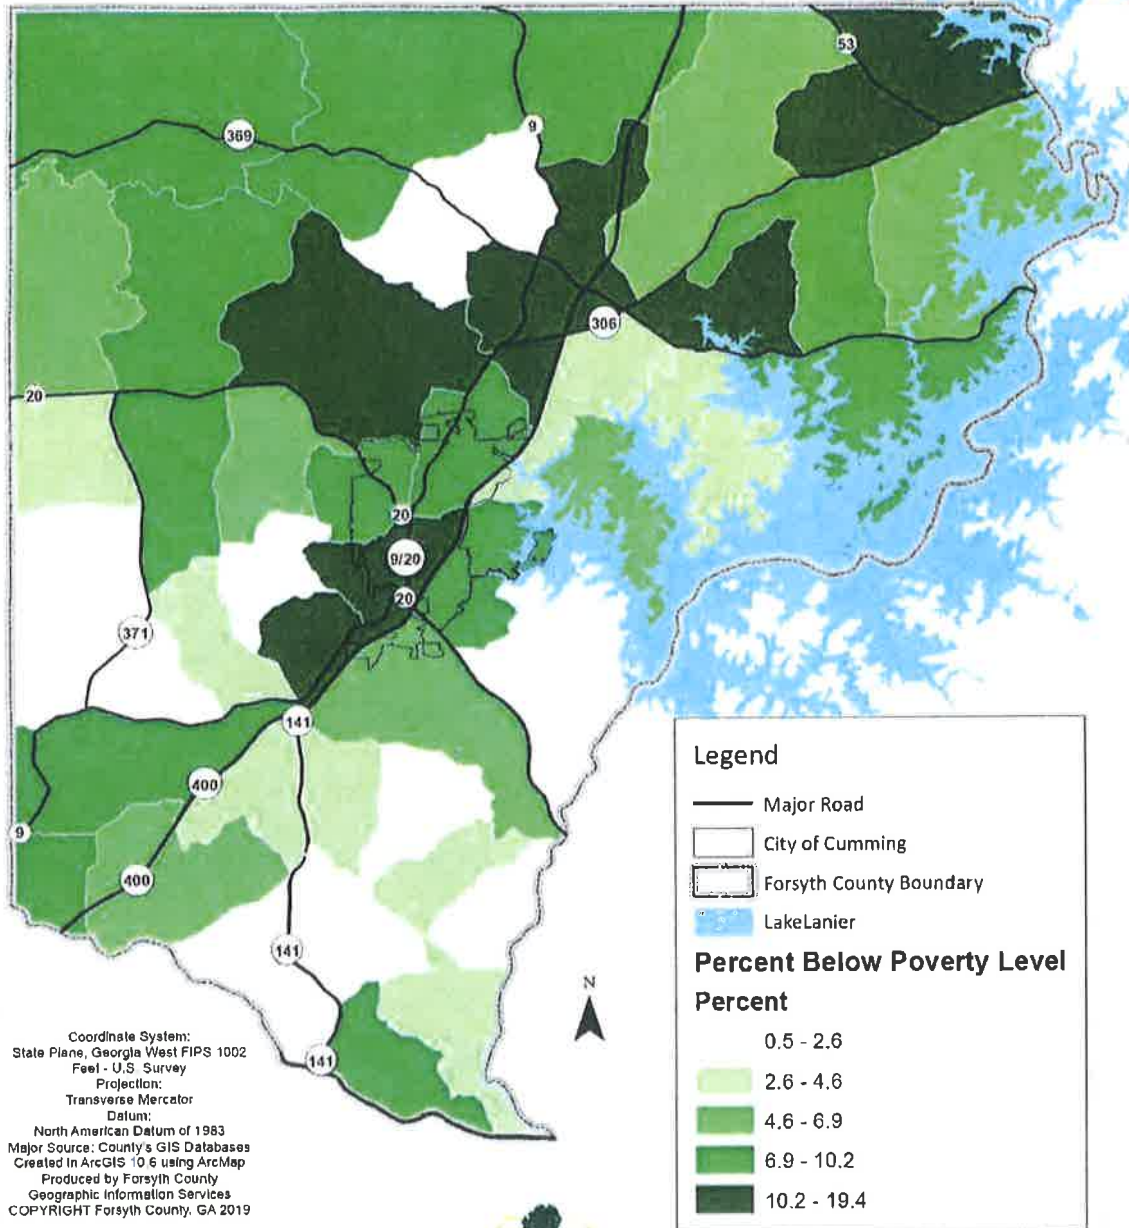 53
369
9
306
20
20
9/20
20
371
141
400
9
400
141
141
N
Legend
Major Road
City of Cumming
Forsyth County Boundary
LakeLanier
Percent Below Poverty Level
Percent
0.5 - 2.6
2.6 - 4.6
4.6 - 6.9
6.9 - 10.2
10.2 - 19.4
Coordinate System:
State Plane, Georgia West FIPS 1002
Feet - U.S. Survey
Projection:
Transverse Mercator
Datum:
North American Datum of 1983
Major Source: County's GIS Databases
Created in ArcGIS 10.6 using ArcMap
Produced by Forsyth County
Geographic Information Services
COPYRIGHT Forsyth County, GA 2019